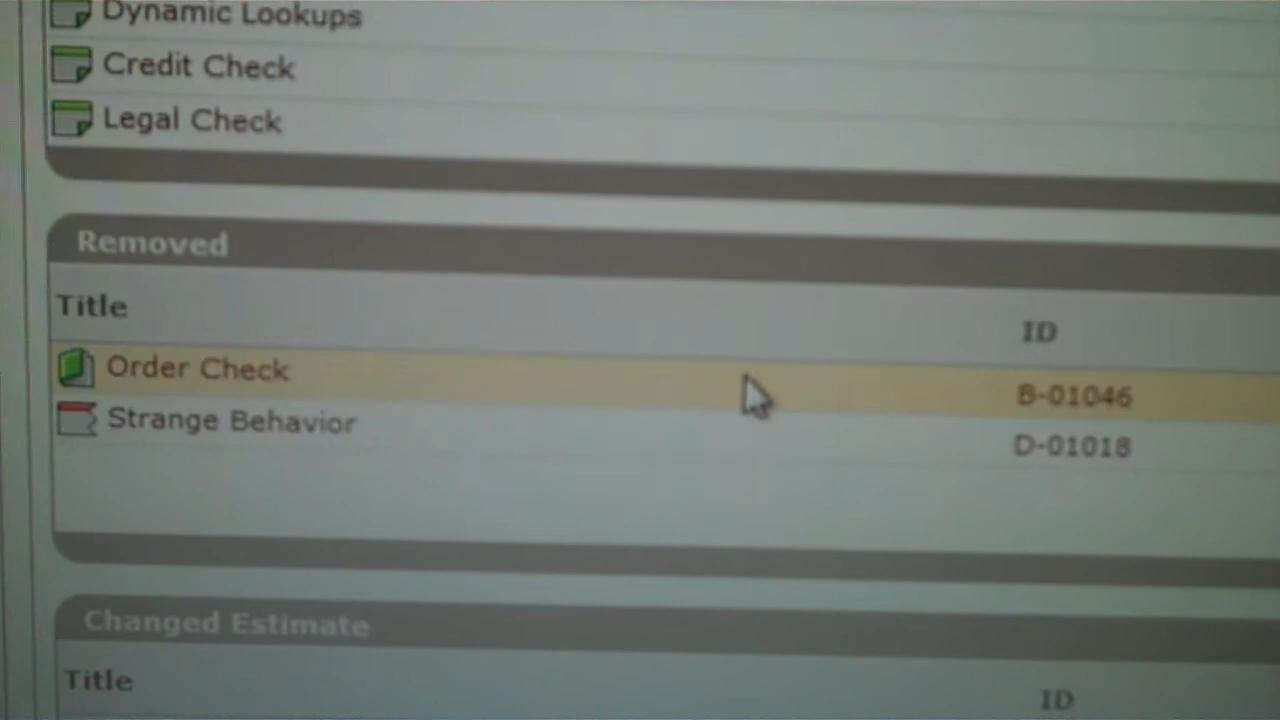 Dynamic Lookups
Credit Check
Legal Check
Removed
Title ID
Order Check B-01046
Strange Behavior D-01018
Changed Estimate
Title ID